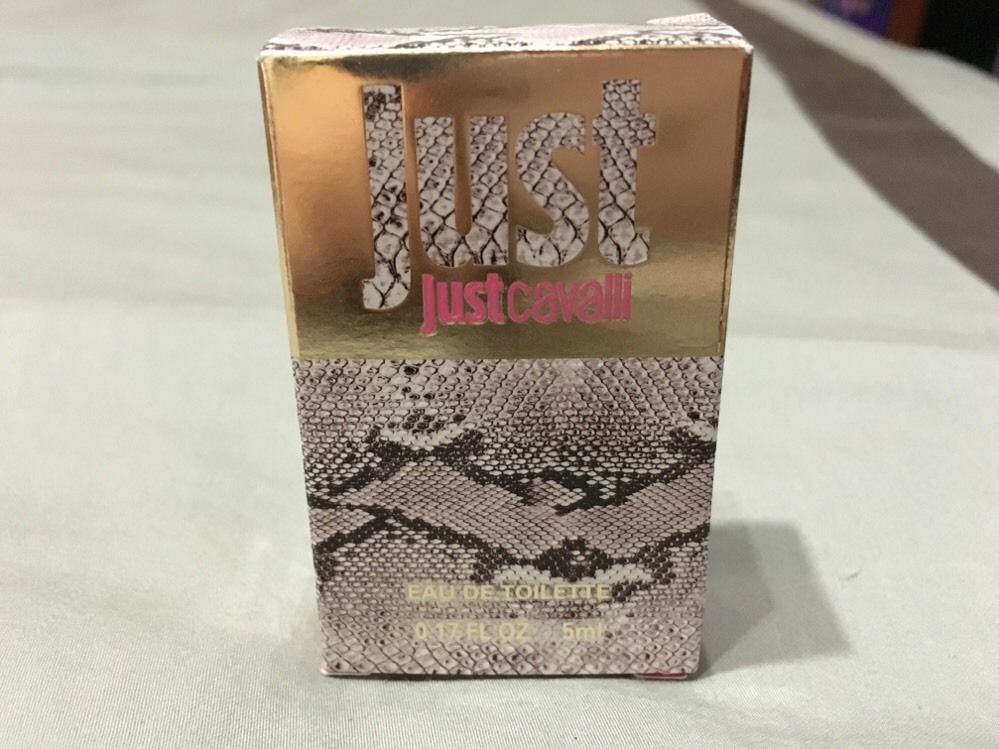 Just
Justcavalli
EAU DE TOILETTE
0.17 FL OZ 5ml